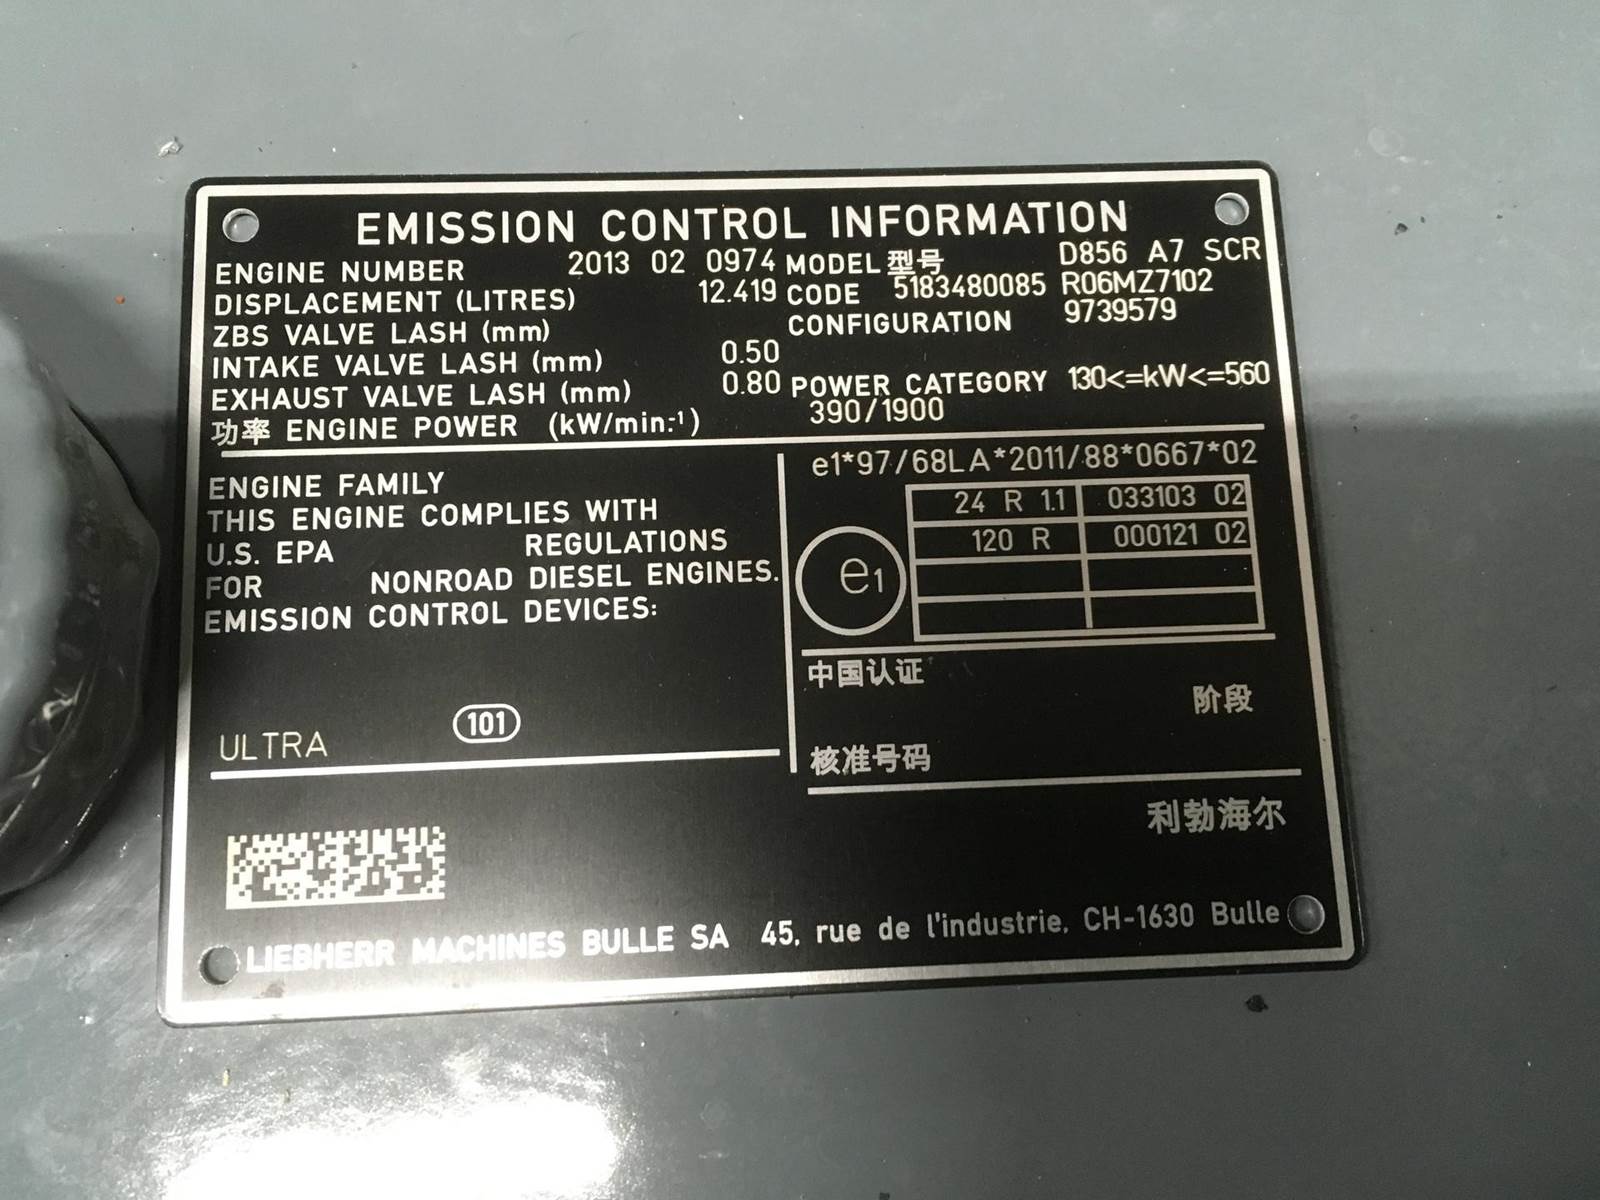 EMISSION CONTROL INFORMATION
ENGINE NUMBER 2013 02 0974 MODEL 型号 D856 A7 SCR
DISPLACEMENT (LITRES) 12.419 CODE 5183480085 R06MZ7102
ZBS VALVE LASH (mm) CONFIGURATION 9739579
INTAKE VALVE LASH (mm) 0.50
EXHAUST VALVE LASH (mm) 0.80 POWER CATEGORY 130<=kW<=560
功率 ENGINE POWER (kW/min.-¹) 390/1900
ENGINE FAMILY
THIS ENGINE COMPLIES WITH
U.S. EPA REGULATIONS
FOR NONROAD DIESEL ENGINES.
EMISSION CONTROL DEVICES:
ULTRA 101
e1*97/68LA*2011/88*0667*02
24 R 1.1 033103 02
120 R 000121 02
e1
中国认证
阶段
核准号码
利勃海尔
LIEBHERR MACHINES BULLE SA 45, rue de l'industrie. CH-1630 Bulle